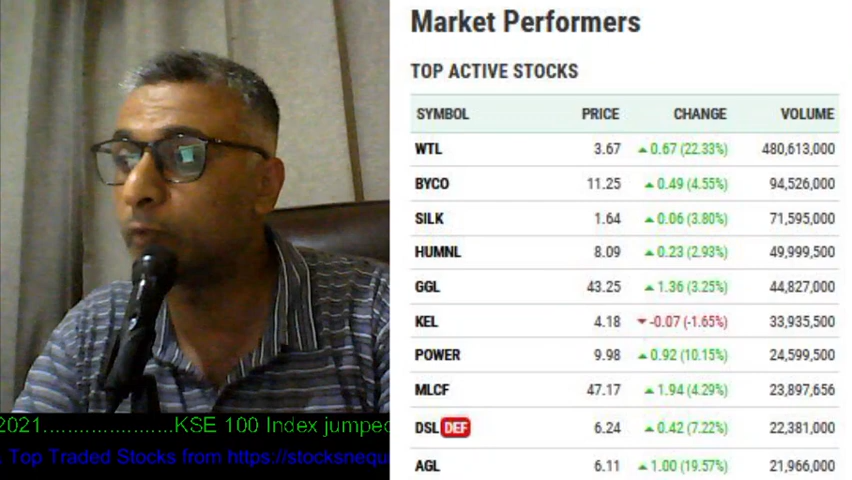 Market Performers
TOP ACTIVE STOCKS
SYMBOL PRICE CHANGE VOLUME
WTL 3.67 ▲ 0.67 (22.33%) 480,613,000
BYCO 11.25 ▲ 0.49 (4.55%) 94,526,000
SILK 1.64 ▲ 0.06 (3.80%) 71,595,000
HUMNL 8.09 ▲ 0.23 (2.93%) 49,999,500
GGL 43.25 ▲ 1.36 (3.25%) 44,827,000
KEL 4.18 ▼ -0.07 (-1.65%) 33,935,500
POWER 9.98 ▲ 0.92 (10.15%) 24,599,500
MLCF 47.17 ▲ 1.94 (4.29%) 23,897,656
DSL DEF 6.24 ▲ 0.42 (7.22%) 22,381,000
AGL 6.11 ▲ 1.00 (19.57%) 21,966,000
2021.....................KSE 100 Index jumped
Top Traded Stocks from https://stocksnequ